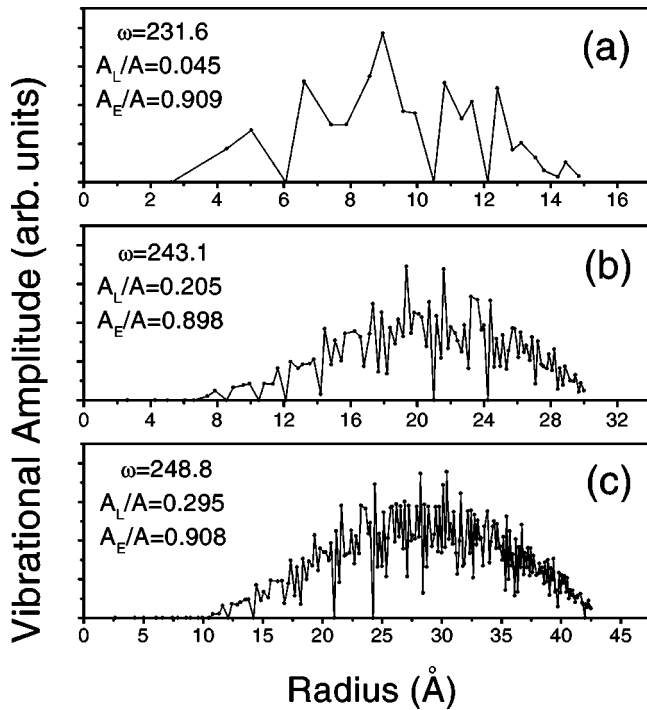 Vibrational Amplitude (arb. units)
ω=231.6
A_L/A=0.045
A_E/A=0.909
(a)
0 2 4 6 8 10 12 14 16
ω=243.1
A_L/A=0.205
A_E/A=0.898
(b)
0 4 8 12 16 20 24 28 32
ω=248.8
A_L/A=0.295
A_E/A=0.908
(c)
0 5 10 15 20 25 30 35 40 45
Radius (Å)